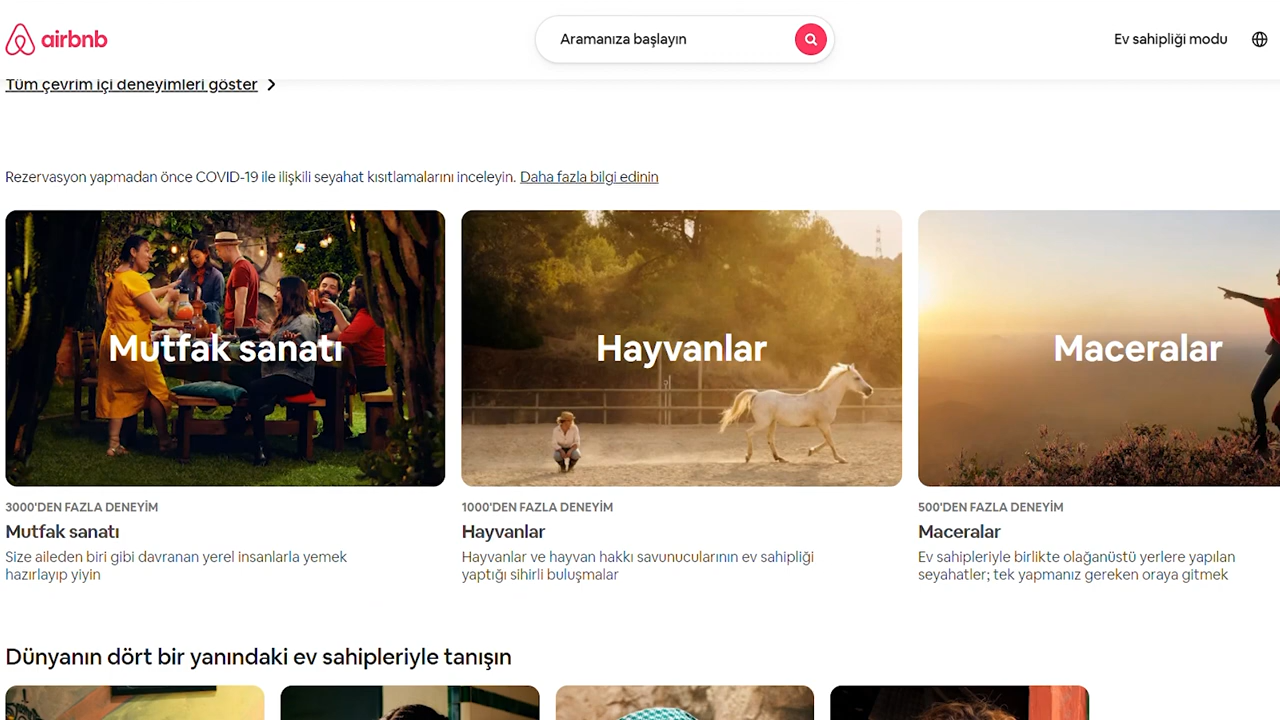 airbnb
Aramanıza başlayın
Ev sahipliği modu
Tüm çevrim içi deneyimleri göster
Rezervasyon yapmadan önce COVID-19 ile ilişkili seyahat kısıtlamalarını inceleyin. Daha fazla bilgi edinin
Mutfak sanatı
Hayvanlar
Maceralar
3000'DEN FAZLA DENEYİM
Mutfak sanatı
Size aileden biri gibi davranan yerel insanlarla yemek
hazırlayıp yiyin
1000'DEN FAZLA DENEYİM
Hayvanlar
Hayvanlar ve hayvan hakkı savunucularının ev sahipliği
yaptığı sihirli buluşmalar
500'DEN FAZLA DENEYİM
Maceralar
Ev sahipleriyle birlikte olağanüstü yerlere yapılan
seyahatler; tek yapmanız gereken oraya gitmek
Dünyanın dört bir yanındaki ev sahipleriyle tanışın